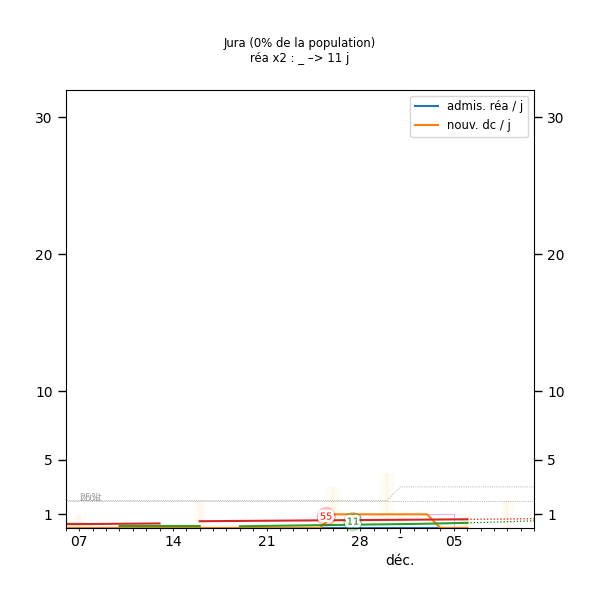 Jura (0% de la population)
réa x2 : _ –> 11 j
admis. réa / j
nouv. dc / j
30 30
20 20
10 10
5 5
1 1
55
11
07 14 21 28 - 05
déc.